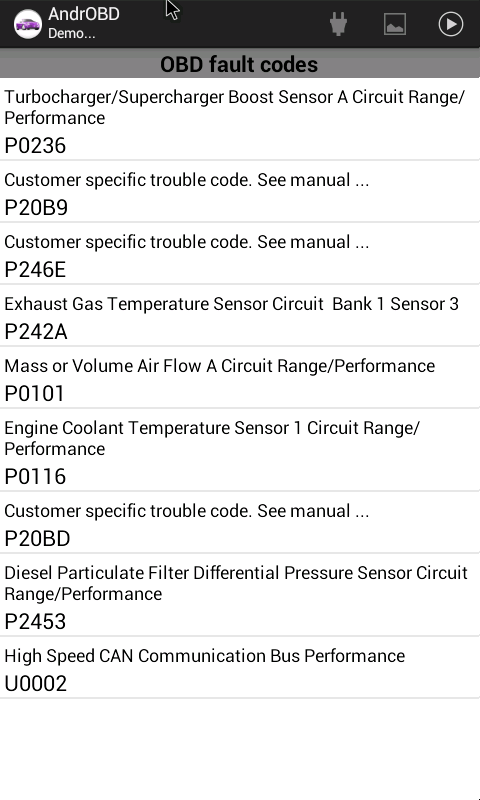 AndrOBD
Demo...
OBD fault codes
Turbocharger/Supercharger Boost Sensor A Circuit Range/
Performance
P0236
Customer specific trouble code. See manual ...
P20B9
Customer specific trouble code. See manual ...
P246E
Exhaust Gas Temperature Sensor Circuit  Bank 1 Sensor 3
P242A
Mass or Volume Air Flow A Circuit Range/Performance
P0101
Engine Coolant Temperature Sensor 1 Circuit Range/
Performance
P0116
Customer specific trouble code. See manual ...
P20BD
Diesel Particulate Filter Differential Pressure Sensor Circuit
Range/Performance
P2453
High Speed CAN Communication Bus Performance
U0002